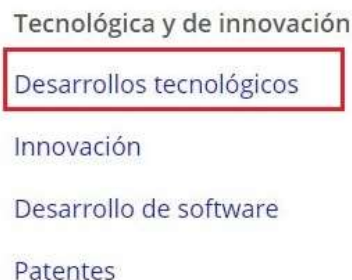 Tecnológica y de innovación
Desarrollos tecnológicos
Innovación
Desarrollo de software
Patentes